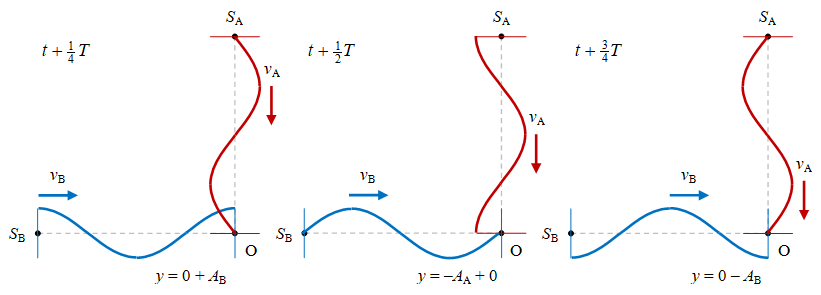 t + 1/4 T
S_A
v_A
v_B
S_B
O
y = 0 + A_B
t + 1/2 T
S_A
v_A
v_B
S_B
O
y = −A_A + 0
t + 3/4 T
S_A
v_A
v_B
S_B
O
y = 0 − A_B